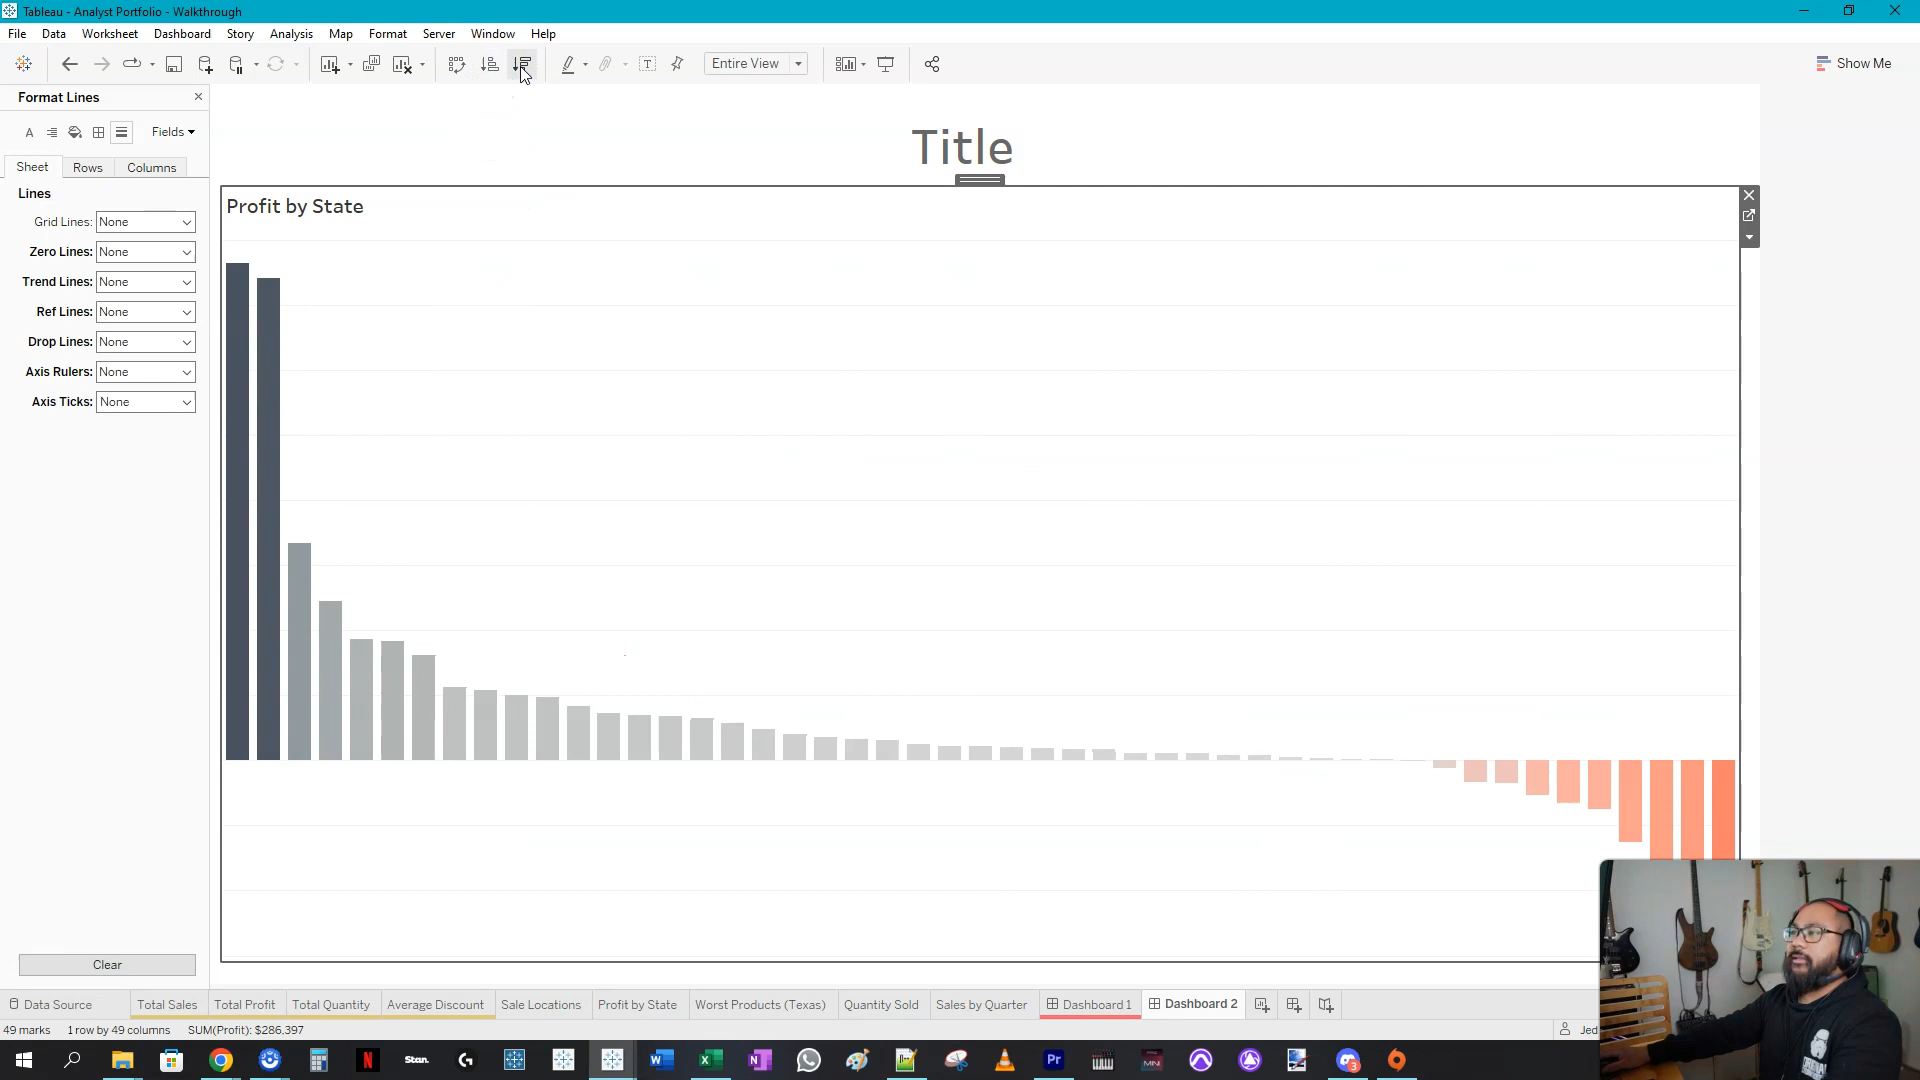 Tableau - Analyst Portfolio - Walkthrough
File Data Worksheet Dashboard Story Analysis Map Format Server Window Help
Entire View
Show Me
Format Lines
Fields
Sheet Rows Columns
Lines
Grid Lines: None
Zero Lines: None
Trend Lines: None
Ref Lines: None
Drop Lines: None
Axis Rulers: None
Axis Ticks: None
Clear
Title
Profit by State
Data Source Total Sales Total Profit Total Quantity Average Discount Sale Locations Profit by State Worst Products (Texas) Quantity Sold Sales by Quarter Dashboard 1 Dashboard 2
49 marks 1 row by 49 columns SUM(Profit): $286,397
Jed
Stan.
Pr